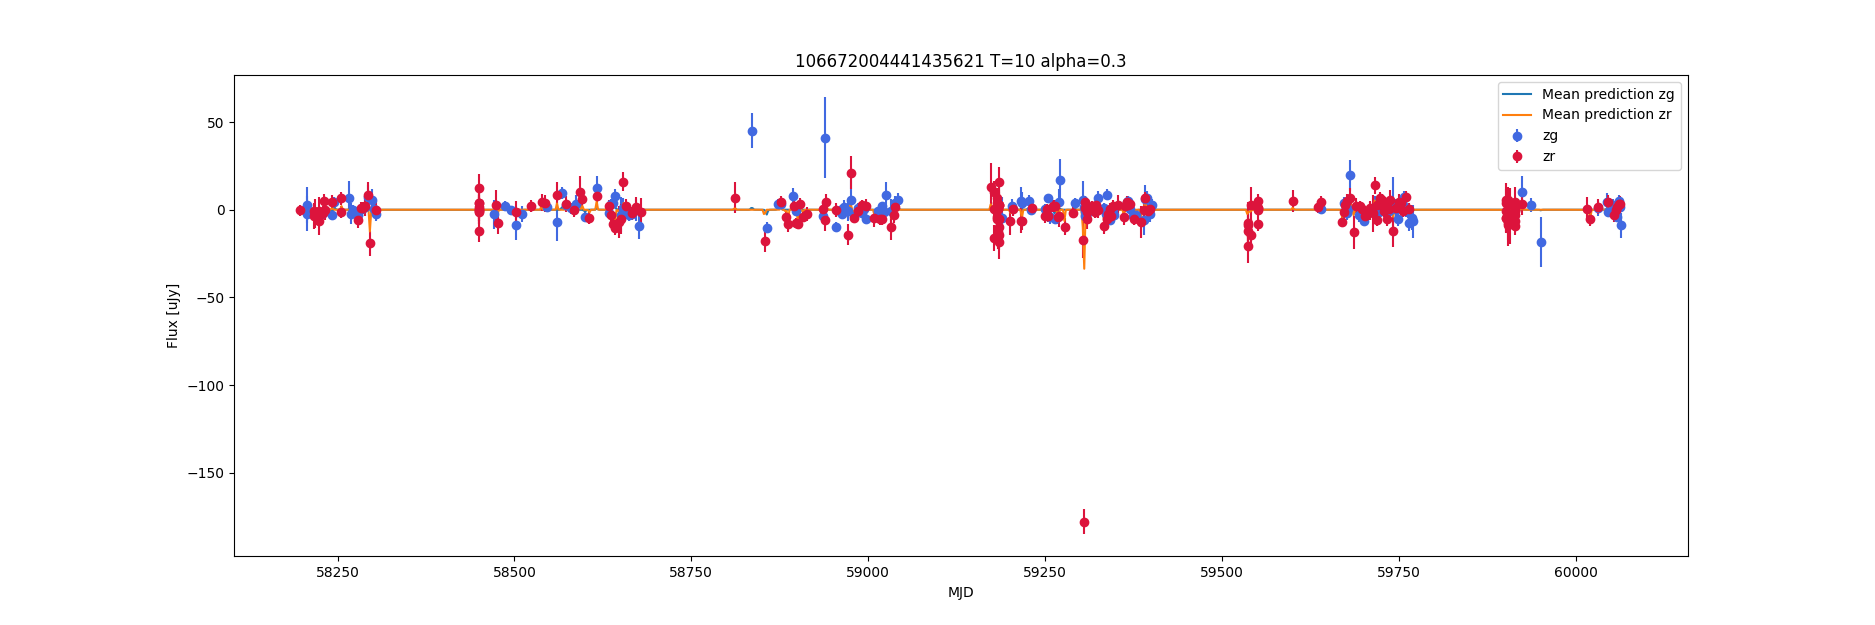 106672004441435621 T=10 alpha=0.3
Mean prediction zg
Mean prediction zr
zg
zr
50
0
−50
−100
−150
Flux [uJy]
58250 58500 58750 59000 59250 59500 59750 60000
MJD